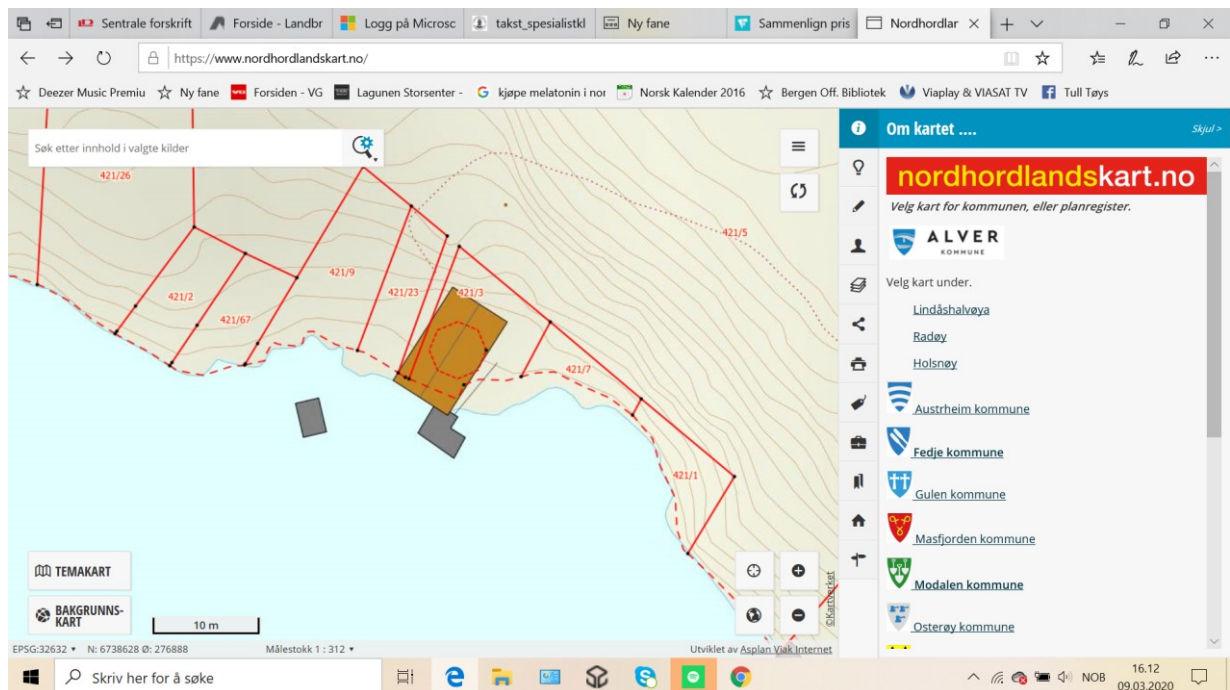 Sentrale forskrift
Forside - Landbr
Logg på Microsc
takst_spesialistkl
Ny fane
Sammenlign pris
Nordhordlar
https://www.nordhordlandskart.no/
Deezer Music Premiu
Ny fane
Forsiden - VG
Lagunen Storsenter -
kjøpe melatonin i nor
Norsk Kalender 2016
Bergen Off. Bibliotek
Viaplay & VIASAT TV
Tull Tøys
Søk etter innhold i valgte kilder
Om kartet ....
Skjul >
nordhordlandskart.no
Velg kart for kommunen, eller planregister.
ALVER
KOMMUNE
Velg kart under.
Lindåshalvøya
Radøy
Holsnøy
Austrheim kommune
Fedje kommune
Gulen kommune
Masfjorden kommune
Modalen kommune
Osterøy kommune
421/26
421/5
421/9
421/2
421/23
421/3
421/67
421/7
421/1
TEMAKART
BAKGRUNNS-
KART
10 m
©Kartverket
EPSG:32632
N: 6738628 Ø: 276888
Målestokk 1 : 312
Utviklet av Asplan Viak Internet
Skriv her for å søke
NOB
16.12
09.03.2020